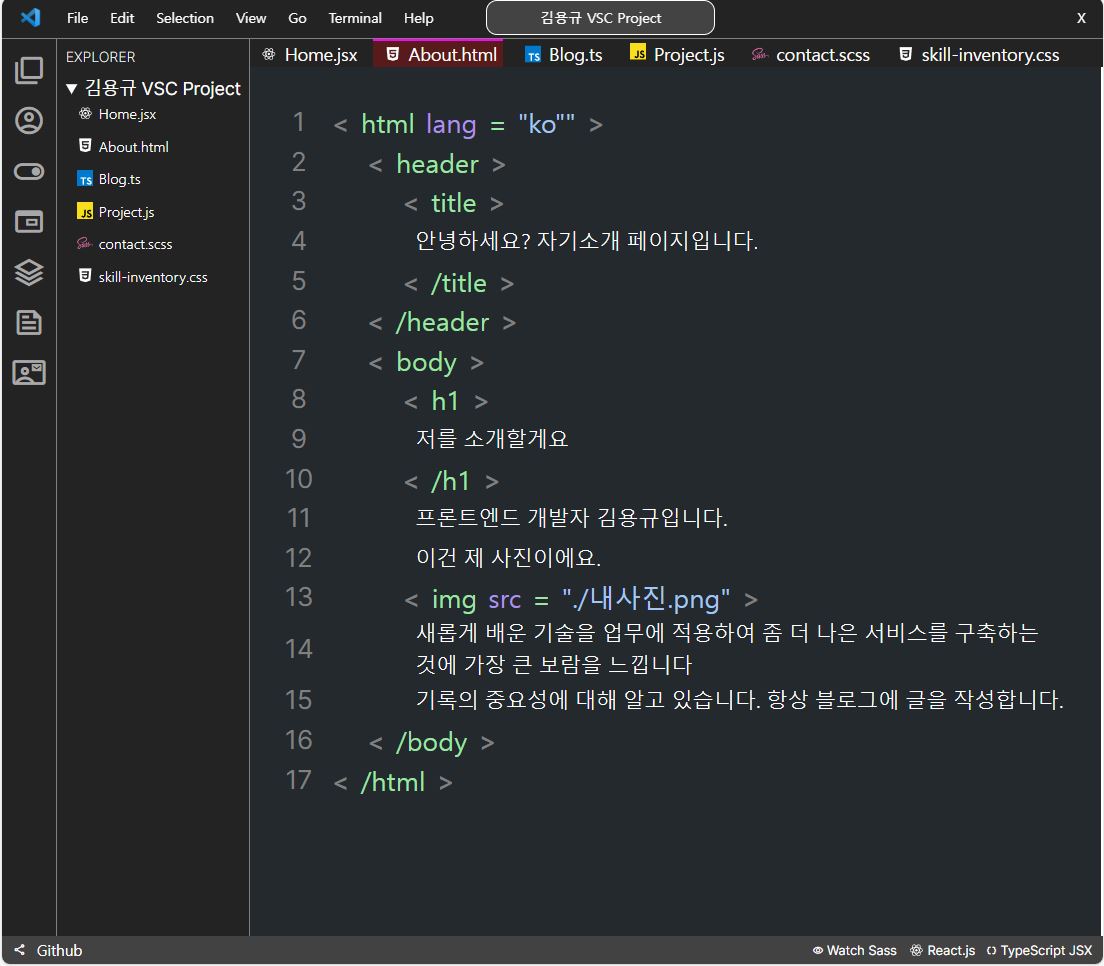 File Edit Selection View Go Terminal Help 김용규 VSC Project X
EXPLORER
▼ 김용규 VSC Project
Home.jsx
About.html
TS Blog.ts
JS Project.js
Sass contact.scss
skill-inventory.css
Home.jsx About.html TS Blog.ts JS Project.js Sass contact.scss skill-inventory.css
1 < html lang = "ko"" >
2 < header >
3 < title >
4 안녕하세요? 자기소개 페이지입니다.
5 < /title >
6 < /header >
7 < body >
8 < h1 >
9 저를 소개할게요
10 < /h1 >
11 프론트엔드 개발자 김용규입니다.
12 이건 제 사진이에요.
13 < img src = "./내사진.png" >
14 새롭게 배운 기술을 업무에 적용하여 좀 더 나은 서비스를 구축하는
것에 가장 큰 보람을 느낍니다
15 기록의 중요성에 대해 알고 있습니다. 항상 블로그에 글을 작성합니다.
16 < /body >
17 < /html >
Github Watch Sass React.js TypeScript JSX